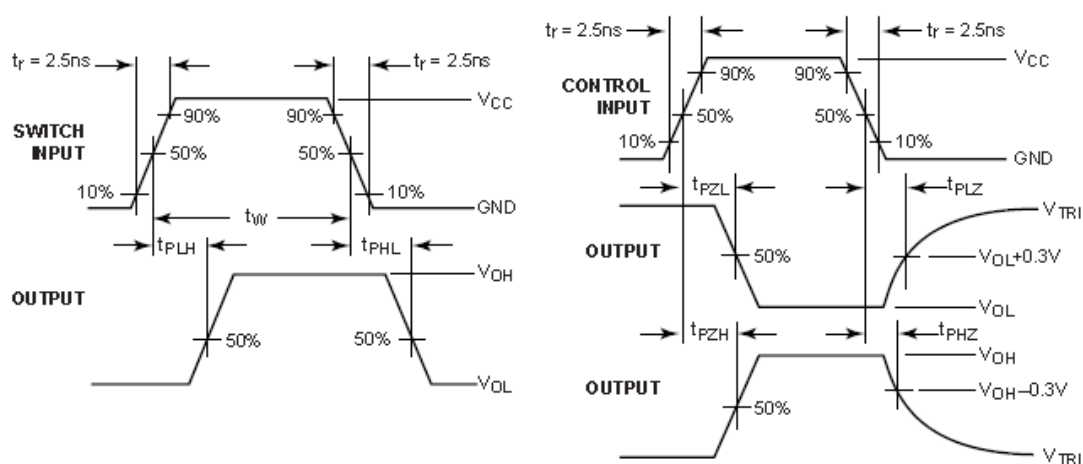 tr = 2.5ns
tr = 2.5ns
SWITCH
INPUT
VCC
90%
90%
50%
50%
10%
10%
GND
tW
tPLH
tPHL
OUTPUT
VOH
50%
50%
VOL
tr = 2.5ns
tr = 2.5ns
CONTROL
INPUT
VCC
90%
90%
50%
50%
10%
10%
GND
tPZL
tPLZ
OUTPUT
VTRI
50%
VOL+0.3V
VOL
tPZH
tPHZ
OUTPUT
VOH
VOH–0.3V
50%
VTRI